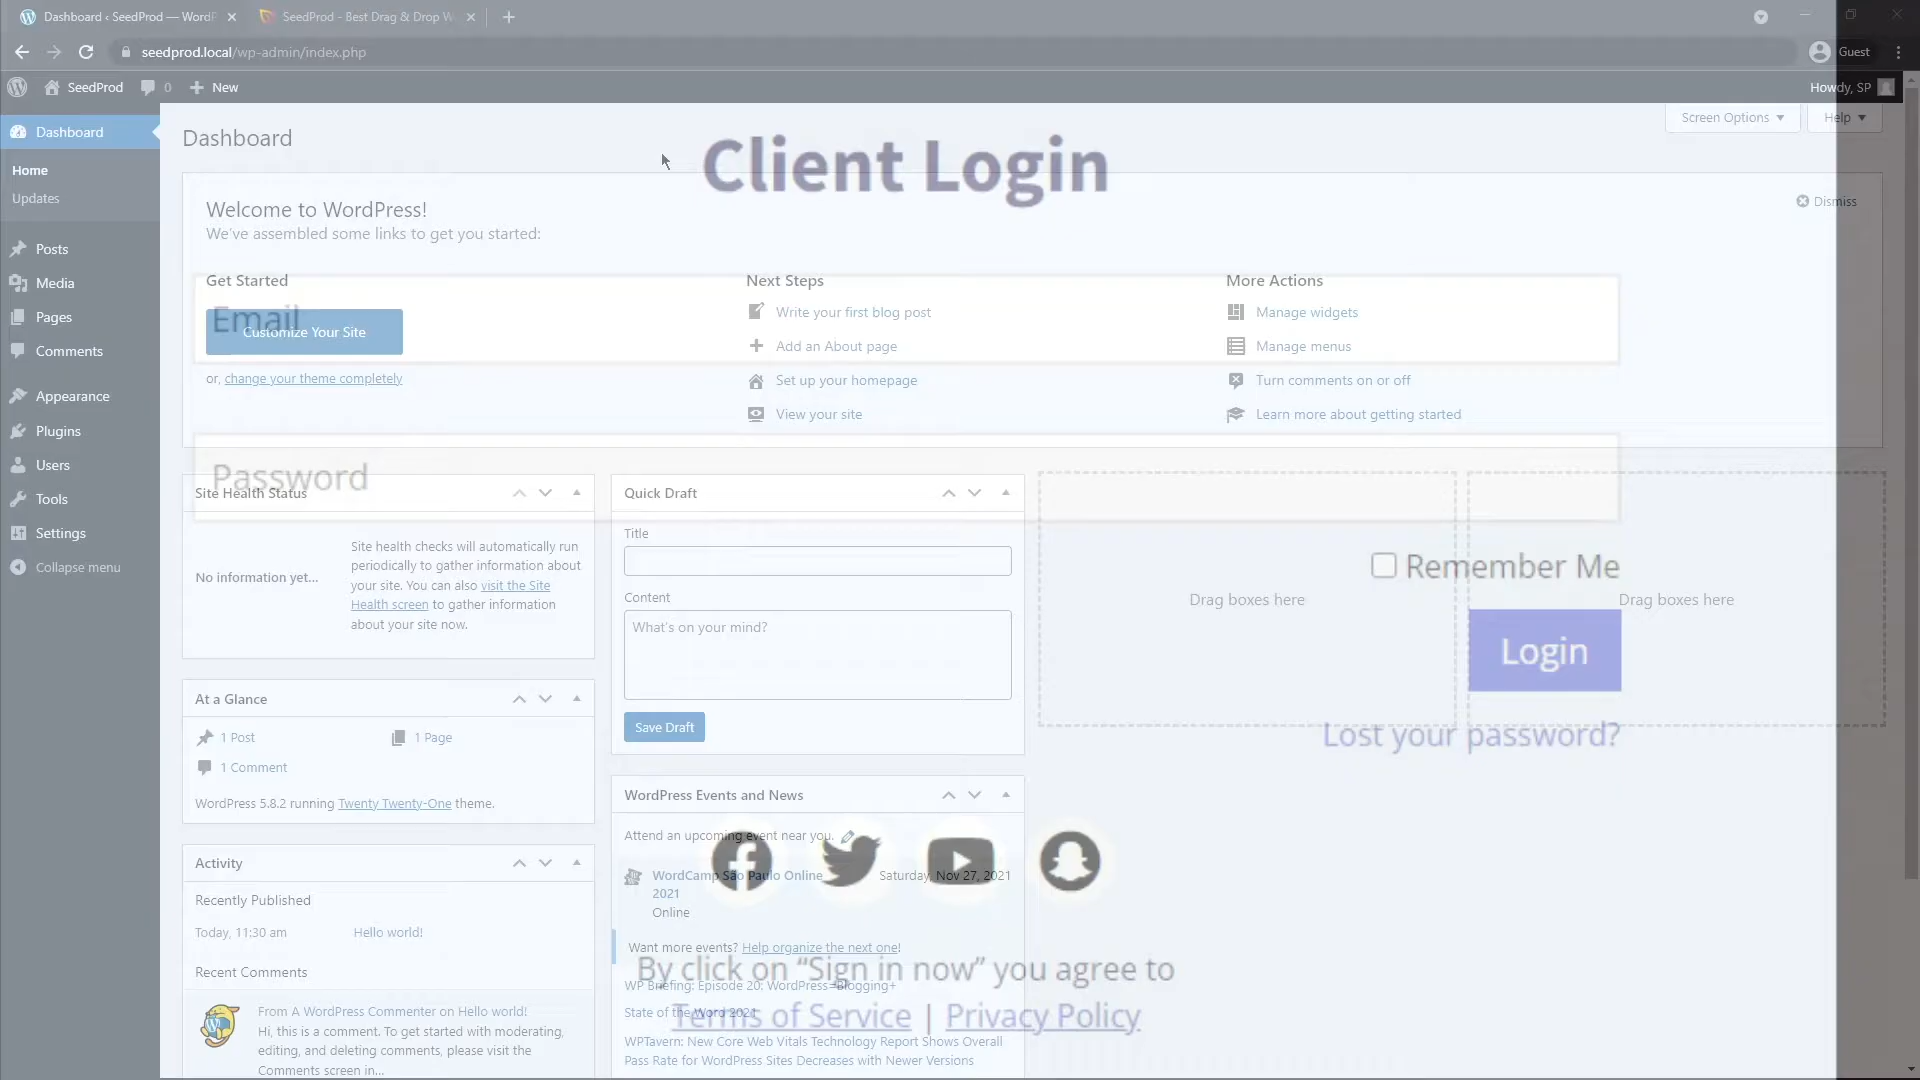 Dashboard ‹ SeedProd — WordP
SeedProd - Best Drag & Drop W
seedprod.local/wp-admin/index.php
Guest
SeedProd
0
New
Howdy, SP
Dashboard
Home
Updates
Posts
Media
Pages
Comments
Appearance
Plugins
Users
Tools
Settings
Collapse menu
Dashboard
Screen Options
Help
Client Login
Welcome to WordPress!
We've assembled some links to get you started:
Dismiss
Get Started
Customize Your Site
or, change your theme completely
Next Steps
Write your first blog post
Add an About page
Set up your homepage
View your site
More Actions
Manage widgets
Manage menus
Turn comments on or off
Learn more about getting started
Email
Password
Remember Me
Login
Lost your password?
Site Health Status
No information yet...
Site health checks will automatically run
periodically to gather information about
your site. You can also visit the Site
Health screen to gather information
about your site now.
At a Glance
1 Post
1 Page
1 Comment
WordPress 5.8.2 running Twenty Twenty-One theme.
Activity
Recently Published
Today, 11:30 am
Hello world!
Recent Comments
From A WordPress Commenter on Hello world!
Hi, this is a comment. To get started with moderating,
editing, and deleting comments, please visit the
Comments screen in...
Quick Draft
Title
Content
What's on your mind?
Save Draft
WordPress Events and News
Attend an upcoming event near you.
WordCamp São Paulo Online
2021
Online
Saturday, Nov 27, 2021
Want more events? Help organize the next one!
WP Briefing: Episode 20: WordPress=Blogging+
State of the Word 2021
WPTavern: New Core Web Vitals Technology Report Shows Overall
Pass Rate for WordPress Sites Decreases with Newer Versions
Drag boxes here
Drag boxes here
By click on “Sign in now” you agree to
Terms of Service | Privacy Policy